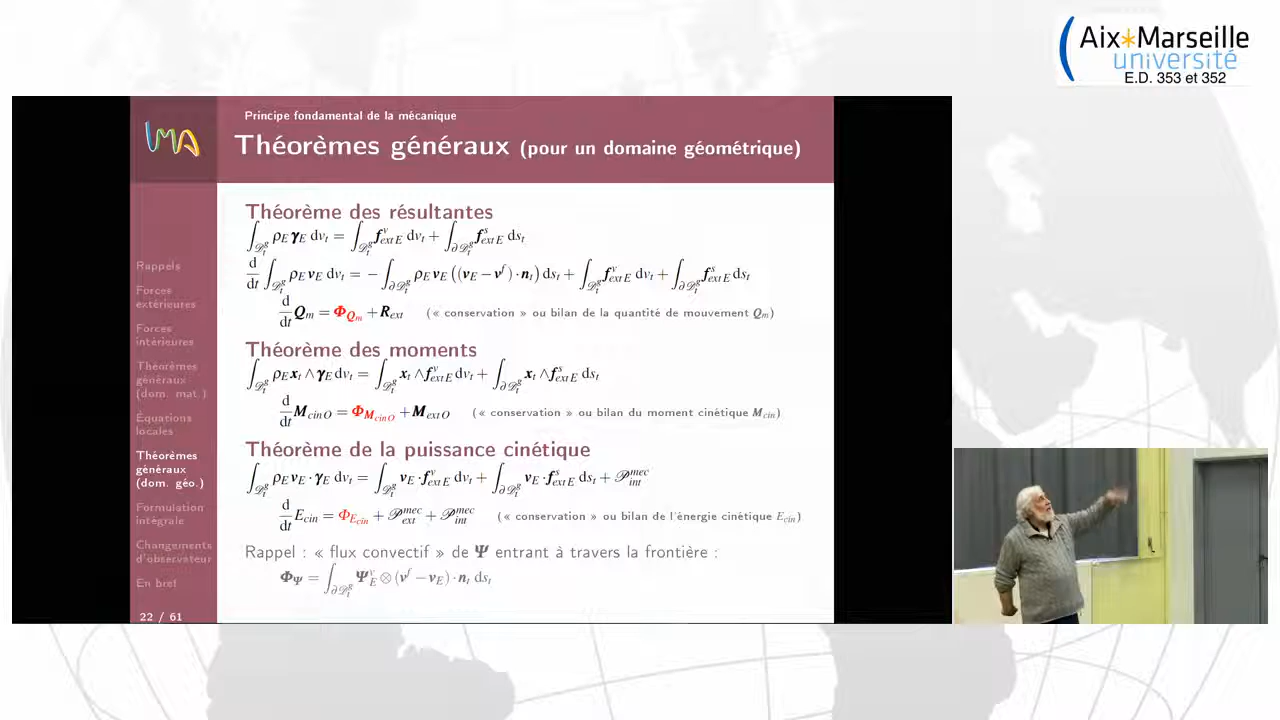 Aix*Marseille
université
E.D. 353 et 352
LMA
Principe fondamental de la mécanique
Théorèmes généraux (pour un domaine géométrique)
Rappels
Forces
extérieures
Forces
intérieures
Théorèmes
généraux
(dom. mat.)
Équations
locales
Théorèmes
généraux
(dom. géo.)
Formulation
intégrale
Changements
d'observateur
En bref
22 / 61
Théorème des résultantes
∫_{𝒟_t^g} ρ_E γ_E dv_t = ∫_{𝒟_t^g} f^v_{ext E} dv_t + ∫_{∂𝒟_t^g} f^s_{ext E} ds_t
d/dt ∫_{𝒟_t^g} ρ_E v_E dv_t = − ∫_{∂𝒟_t^g} ρ_E v_E ((v_E − v^f) · n_t) ds_t + ∫_{𝒟_t^g} f^v_{ext E} dv_t + ∫_{∂𝒟_t^g} f^s_{ext E} ds_t
d/dt Q_m = Φ_{Q_m} + R_{ext} (« conservation » ou bilan de la quantité de mouvement Q_m)
Théorème des moments
∫_{𝒟_t^g} ρ_E x_t ∧ γ_E dv_t = ∫_{𝒟_t^g} x_t ∧ f^v_{ext E} dv_t + ∫_{∂𝒟_t^g} x_t ∧ f^s_{ext E} ds_t
d/dt M_{cin O} = Φ_{M_{cin O}} + M_{ext O} (« conservation » ou bilan du moment cinétique M_{cin})
Théorème de la puissance cinétique
∫_{𝒟_t^g} ρ_E v_E · γ_E dv_t = ∫_{𝒟_t^g} v_E · f^v_{ext E} dv_t + ∫_{∂𝒟_t^g} v_E · f^s_{ext E} ds_t + 𝒫^{mec}_{int}
d/dt E_{cin} = Φ_{E_{cin}} + 𝒫^{mec}_{ext} + 𝒫^{mec}_{int} (« conservation » ou bilan de l'énergie cinétique E_{cin})
Rappel : « flux convectif » de Ψ entrant à travers la frontière :
Φ_Ψ = ∫_{∂𝒟_t^g} Ψ^v_E ⊗ (v^f − v_E) · n_t ds_t